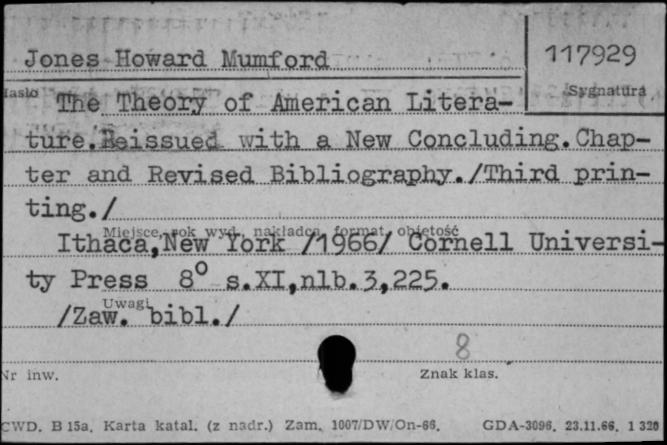 Jones Howard Mumford
117929
Hasło
Sygnatura
The Theory of American Litera-
ture.Reissued with a New Concluding.Chap-
ter and Revised Bibliography./Third prin-
ting./
Miejsce, rok wyd., nakładca, format, objętość
Ithaca,New York /1966/ Cornell Universi-
ty Press 8° s.XI,nlb.3,225.
Uwagi
/Zaw. bibl./
8
Nr inw.
Znak klas.
CWD. B 15a. Karta katal. (z nadr.) Zam. 1007/DW/On-66. GDA-3096. 23.11.66. 1 320